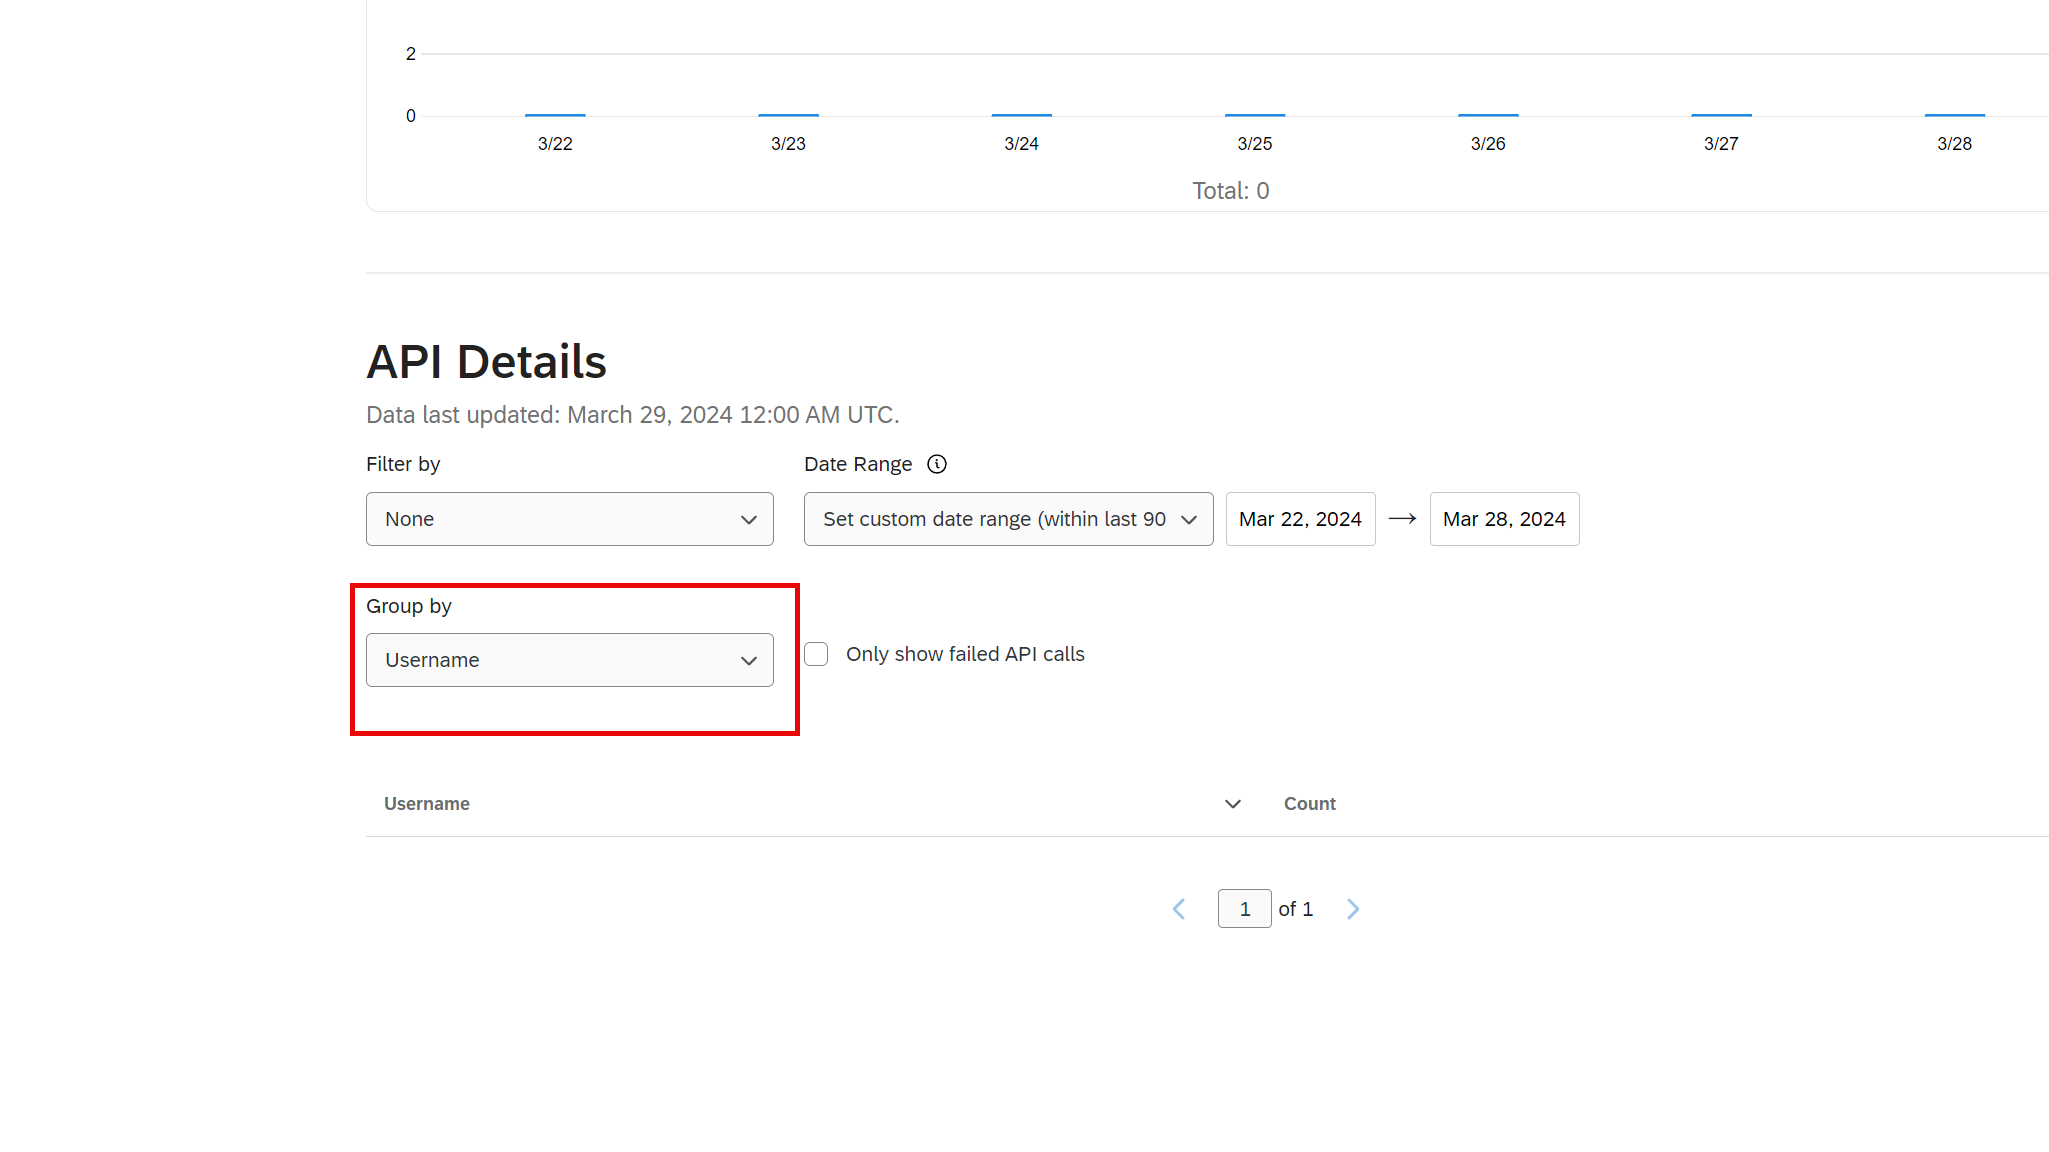 2
0
3/22 3/23 3/24 3/25 3/26 3/27 3/28
Total: 0
API Details
Data last updated: March 29, 2024 12:00 AM UTC.
Filter by Date Range
None Set custom date range (within last 90 Mar 22, 2024 → Mar 28, 2024
Group by
Username Only show failed API calls
Username Count
1 of 1